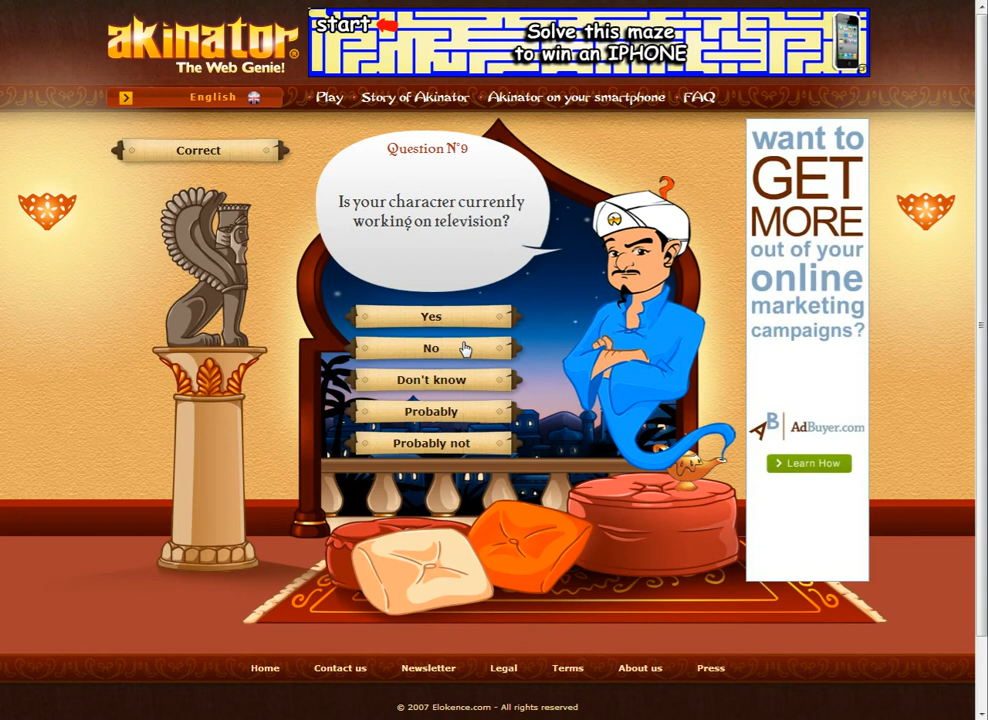 akinator®
The Web Genie!
start
Solve this maze
to win an IPHONE
English
Play
Story of Akinator
Akinator on your smartphone
FAQ
Correct
Question N°9
Is your character currently
working on television?
Yes
No
Don't know
Probably
Probably not
want to
GET
MORE
out of your
online
marketing
campaigns?
AB | AdBuyer.com
Learn How
Home
Contact us
Newsletter
Legal
Terms
About us
Press
© 2007 Elokence.com - All rights reserved